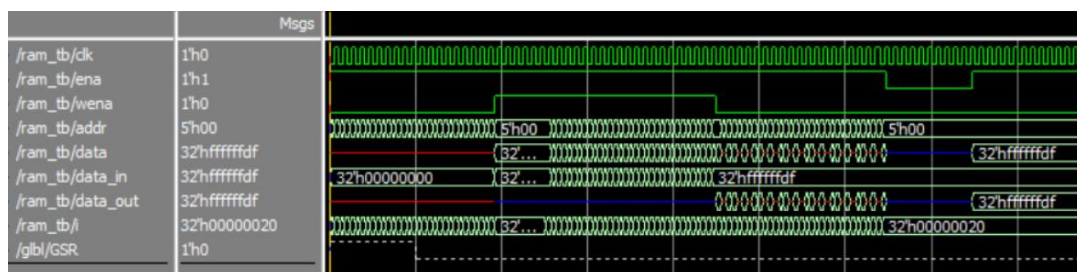 Msgs
/ram_tb/clk 1'h0
/ram_tb/ena 1'h1
/ram_tb/wena 1'h0
/ram_tb/addr 5'h00 5'h00 5'h00
/ram_tb/data 32'hffffffdf 32'... 32'hffffffdf
/ram_tb/data_in 32'hffffffdf 32'h00000000 32'... 32'hffffffdf
/ram_tb/data_out 32'hffffffdf 32'hffffffdf
/ram_tb/i 32'h00000020 32'... 32'h00000020
/glbl/GSR 1'h0